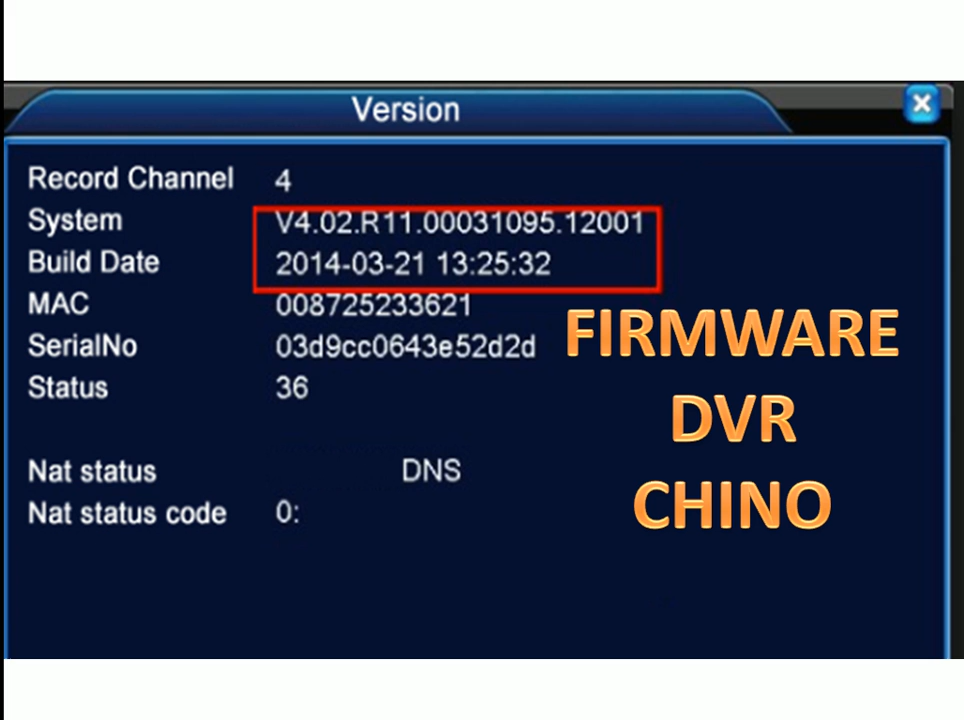 Version
Record Channel 4
System V4.02.R11.00031095.12001
Build Date 2014-03-21 13:25:32
MAC 008725233621
SerialNo 03d9cc0643e52d2d
Status 36
Nat status DNS
Nat status code 0:
FIRMWARE
DVR
CHINO